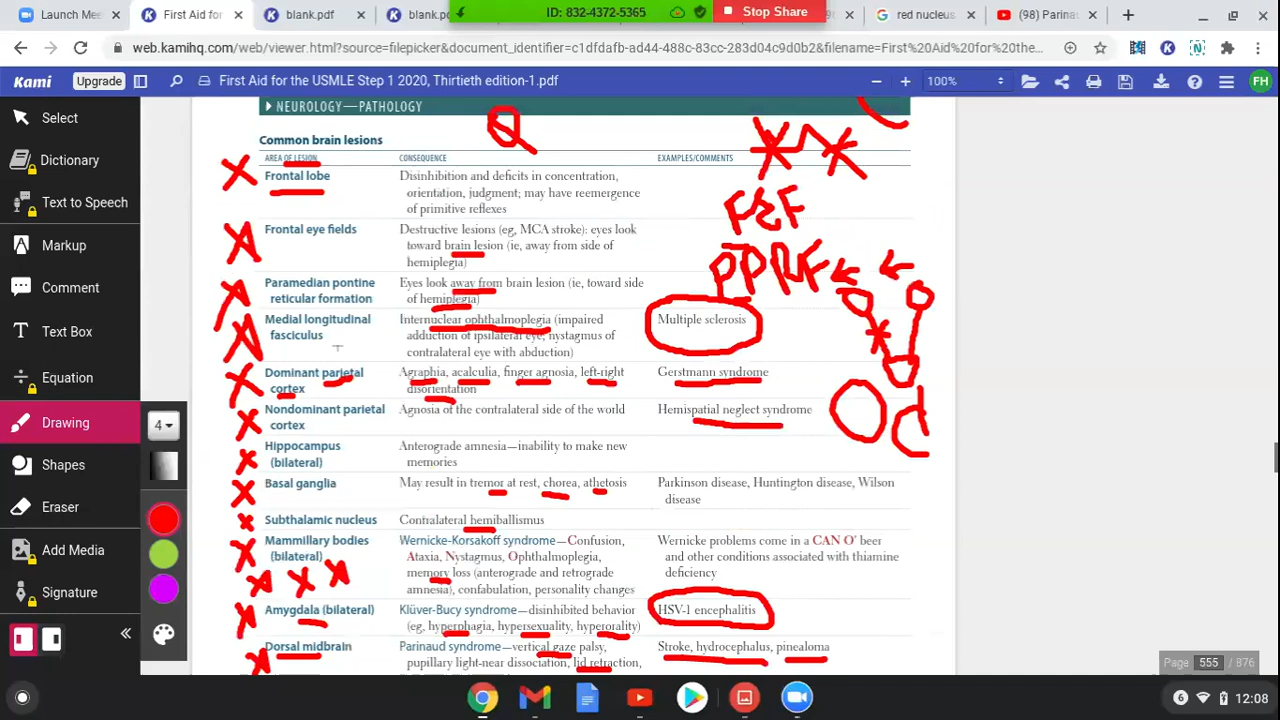 Launch Meet
First Aid for
blank.pdf
blank.p
ID: 832-4372-5365
Stop Share
red nucleus
(98) Parinau
web.kamihq.com/web/viewer.html?source=filepicker&document_identifier=c1dfdafb-ad44-488c-83cc-283d04c9d0b2&filename=First%20Aid%20for%20the...
Kami
Upgrade
First Aid for the USMLE Step 1 2020, Thirtieth edition-1.pdf
100%
FH
Select
Dictionary
Text to Speech
Markup
Comment
Text Box
Equation
Drawing
4
Shapes
Eraser
Add Media
Signature
NEUROLOGY—PATHOLOGY
Q
Common brain lesions
AREA OF LESION CONSEQUENCE EXAMPLES/COMMENTS
Frontal lobe Disinhibition and deficits in concentration,
orientation, judgment; may have reemergence
of primitive reflexes
FEF
Frontal eye fields Destructive lesions (eg, MCA stroke): eyes look
toward brain lesion (ie, away from side of
hemiplegia)
PPRF
Paramedian pontine Eyes look away from brain lesion (ie, toward side
reticular formation of hemiplegia)
Medial longitudinal Internuclear ophthalmoplegia (impaired Multiple sclerosis
fasciculus adduction of ipsilateral eye; nystagmus of
contralateral eye with abduction)
Dominant parietal Agraphia, acalculia, finger agnosia, left-right Gerstmann syndrome
cortex disorientation
Nondominant parietal Agnosia of the contralateral side of the world Hemispatial neglect syndrome
cortex
Hippocampus Anterograde amnesia—inability to make new
(bilateral) memories
Basal ganglia May result in tremor at rest, chorea, athetosis Parkinson disease, Huntington disease, Wilson
disease
Subthalamic nucleus Contralateral hemiballismus
Mammillary bodies Wernicke-Korsakoff syndrome—Confusion, Wernicke problems come in a CAN O' beer
(bilateral) Ataxia, Nystagmus, Ophthalmoplegia, and other conditions associated with thiamine
memory loss (anterograde and retrograde deficiency
amnesia), confabulation, personality changes
Amygdala (bilateral) Klüver-Bucy syndrome—disinhibited behavior HSV-1 encephalitis
(eg, hyperphagia, hypersexuality, hyperorality)
Dorsal midbrain Parinaud syndrome—vertical gaze palsy, Stroke, hydrocephalus, pinealoma
pupillary light-near dissociation, lid retraction,
Page 555 / 876
6
12:08